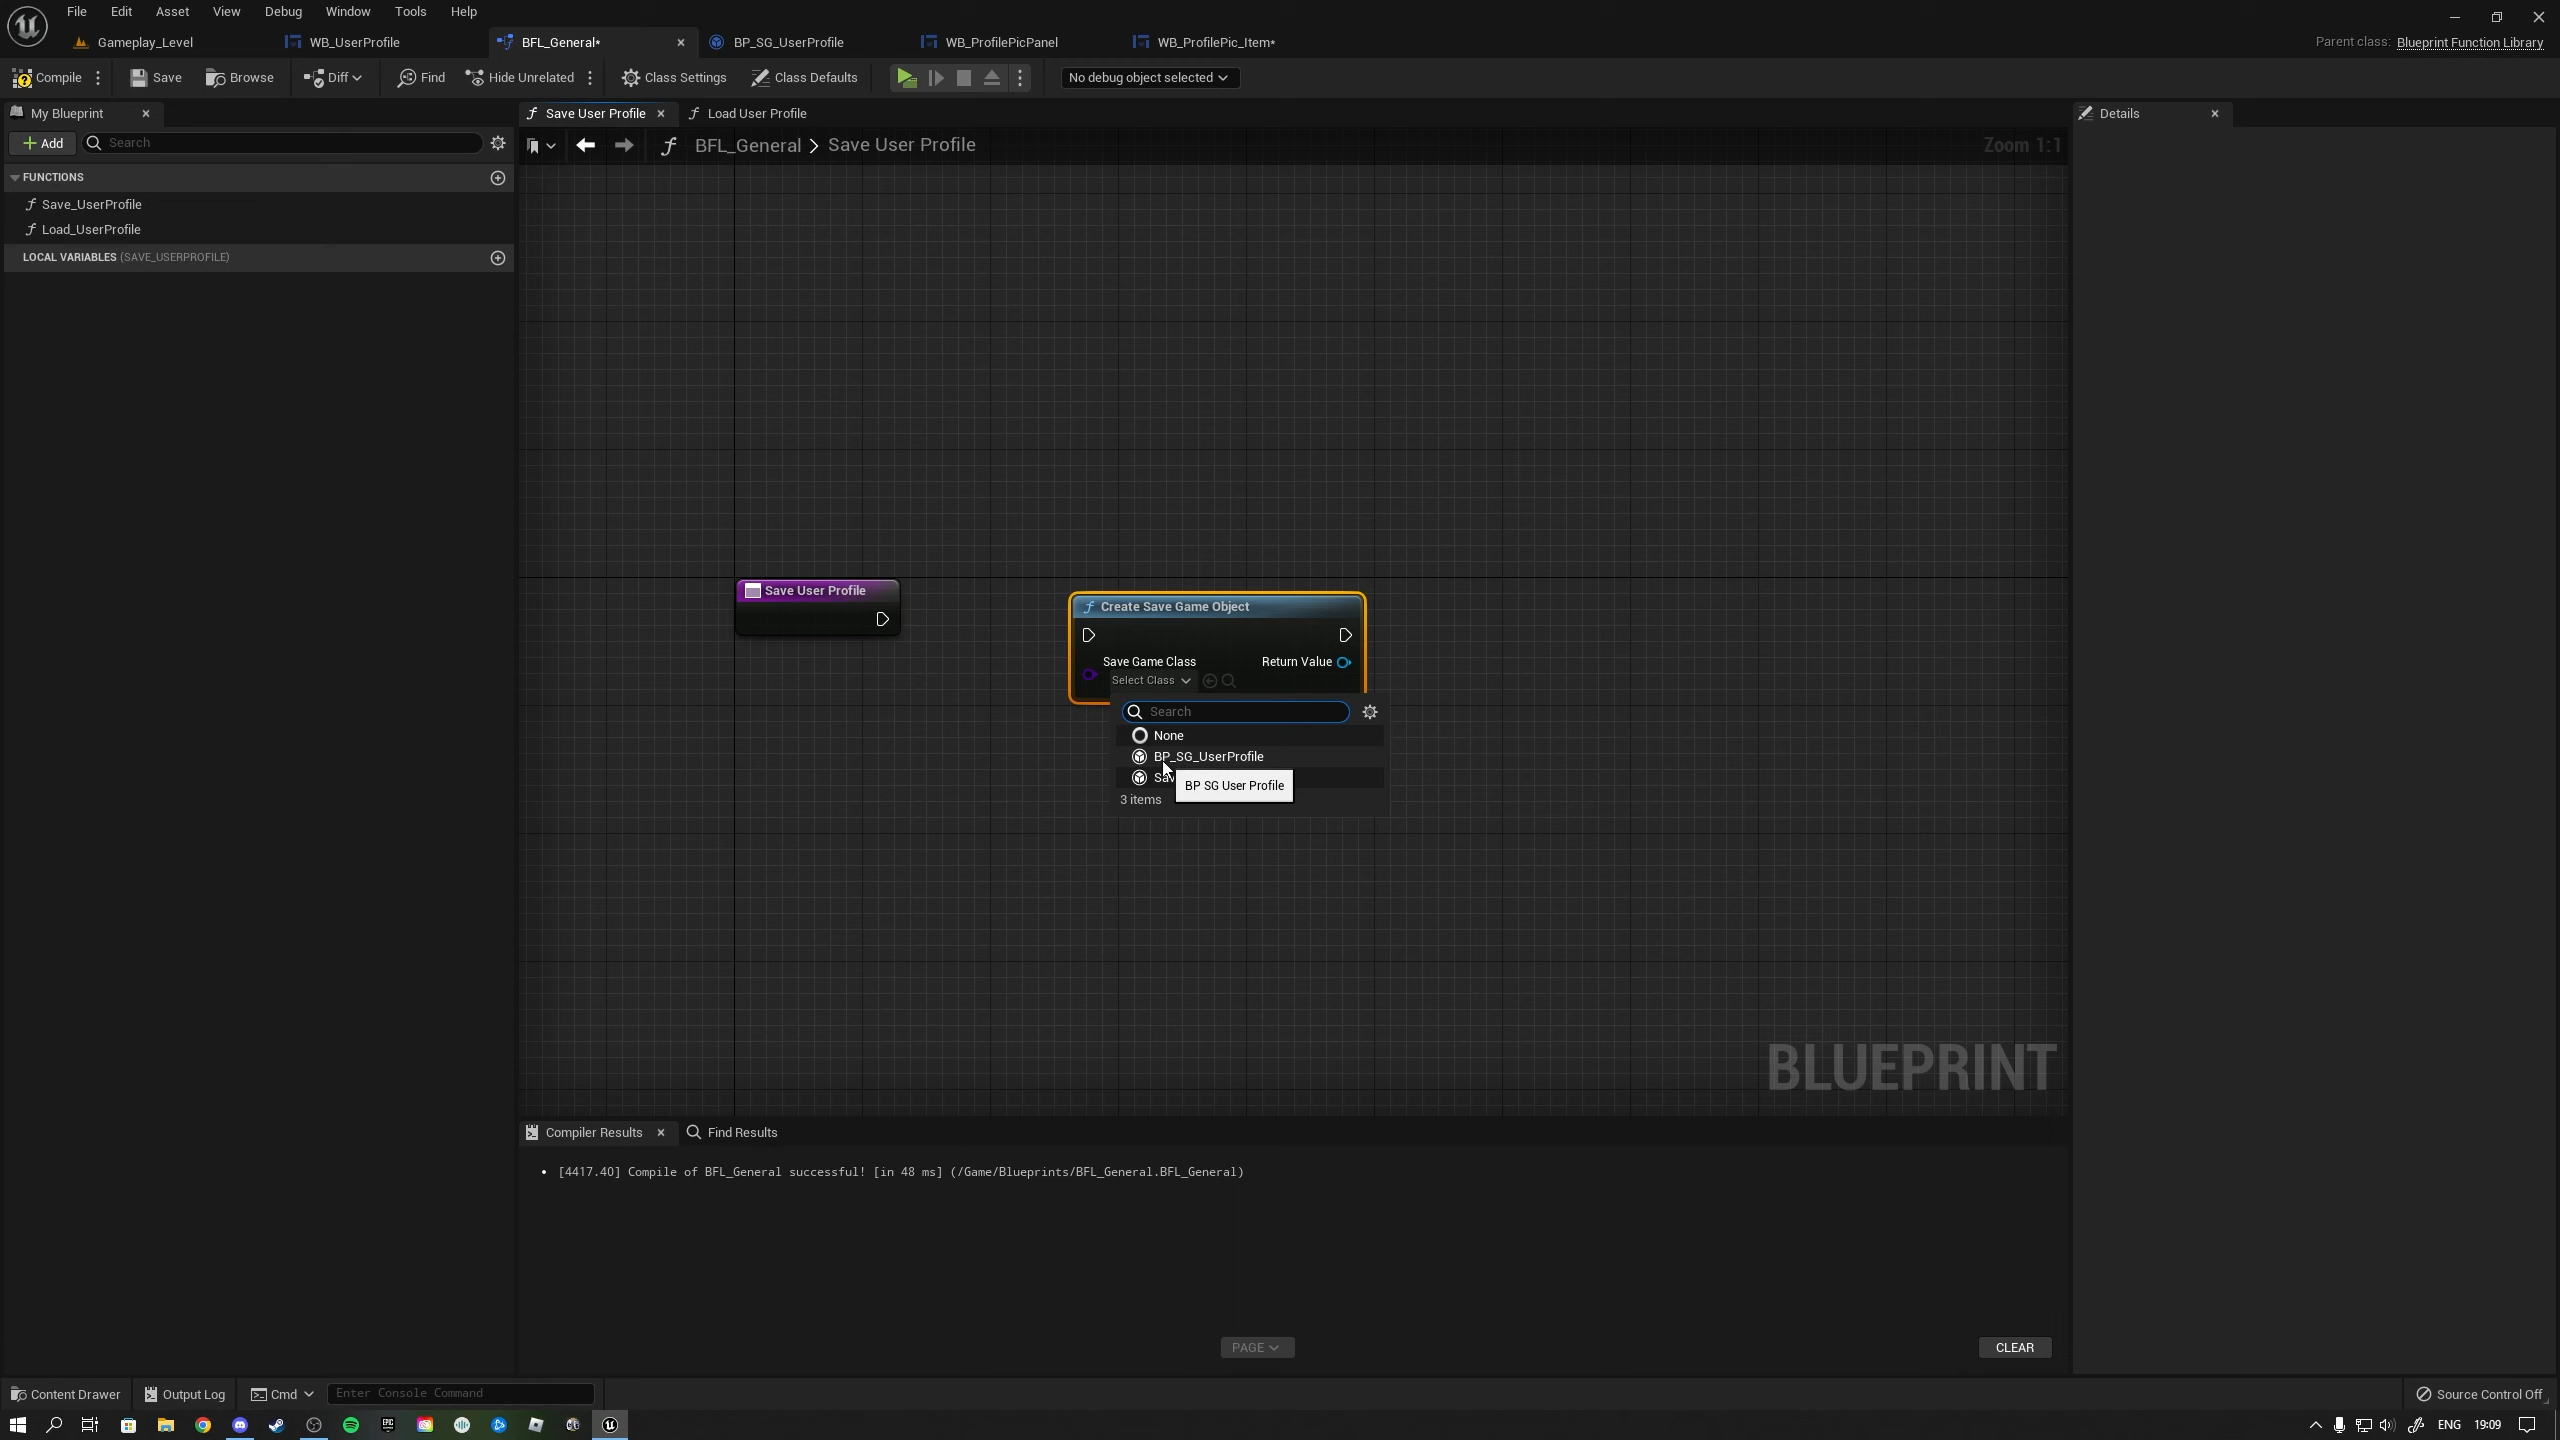 File Edit Asset View Debug Window Tools Help
Gameplay_Level WB_UserProfile BFL_General* BP_SG_UserProfile WB_ProfilePicPanel WB_ProfilePic_Item*
Parent class: Blueprint Function Library
Compile Save Browse Diff Find Hide Unrelated Class Settings Class Defaults No debug object selected
My Blueprint
Save User Profile Load User Profile
Details
Add Search
BFL_General > Save User Profile
Zoom 1:1
FUNCTIONS
Save_UserProfile
Load_UserProfile
LOCAL VARIABLES (SAVE_USERPROFILE)
Save User Profile
Create Save Game Object
Save Game Class Return Value
Select Class
Search
None
BP_SG_UserProfile
BP SG User Profile
3 items
BLUEPRINT
Compiler Results Find Results
• [4417.40] Compile of BFL_General successful! [in 48 ms] (/Game/Blueprints/BFL_General.BFL_General)
PAGE CLEAR
Content Drawer Output Log Cmd Enter Console Command Source Control Off
ENG 19:09